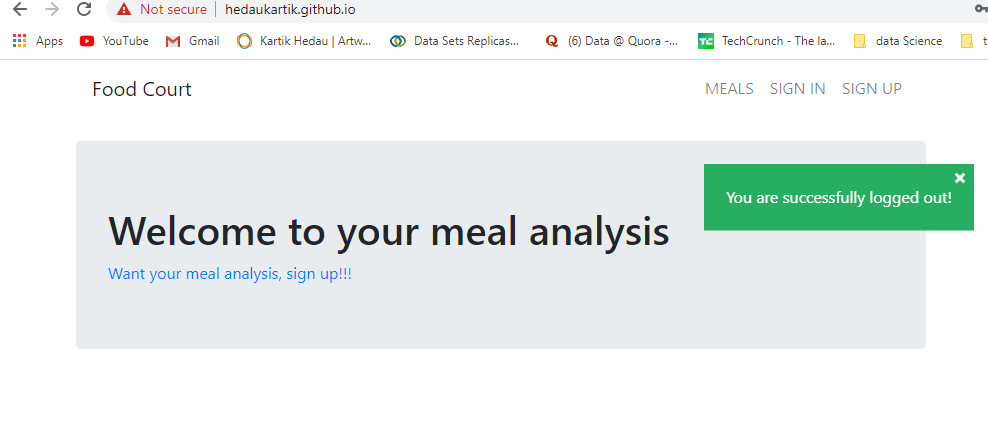 Not secure | hedaukartik.github.io
Apps YouTube Gmail Kartik Hedau | Artw... Data Sets Replicas... (6) Data @ Quora -... TechCrunch - The la... data Science t
Food Court MEALS SIGN IN SIGN UP
You are successfully logged out!
Welcome to your meal analysis
Want your meal analysis, sign up!!!